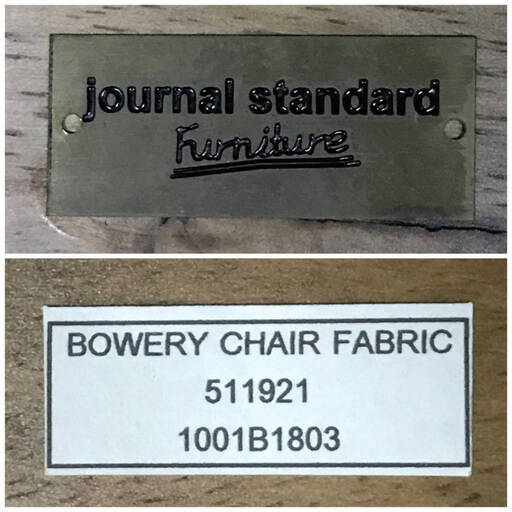 journal standard
Furniture
BOWERY CHAIR FABRIC
511921
1001B1803